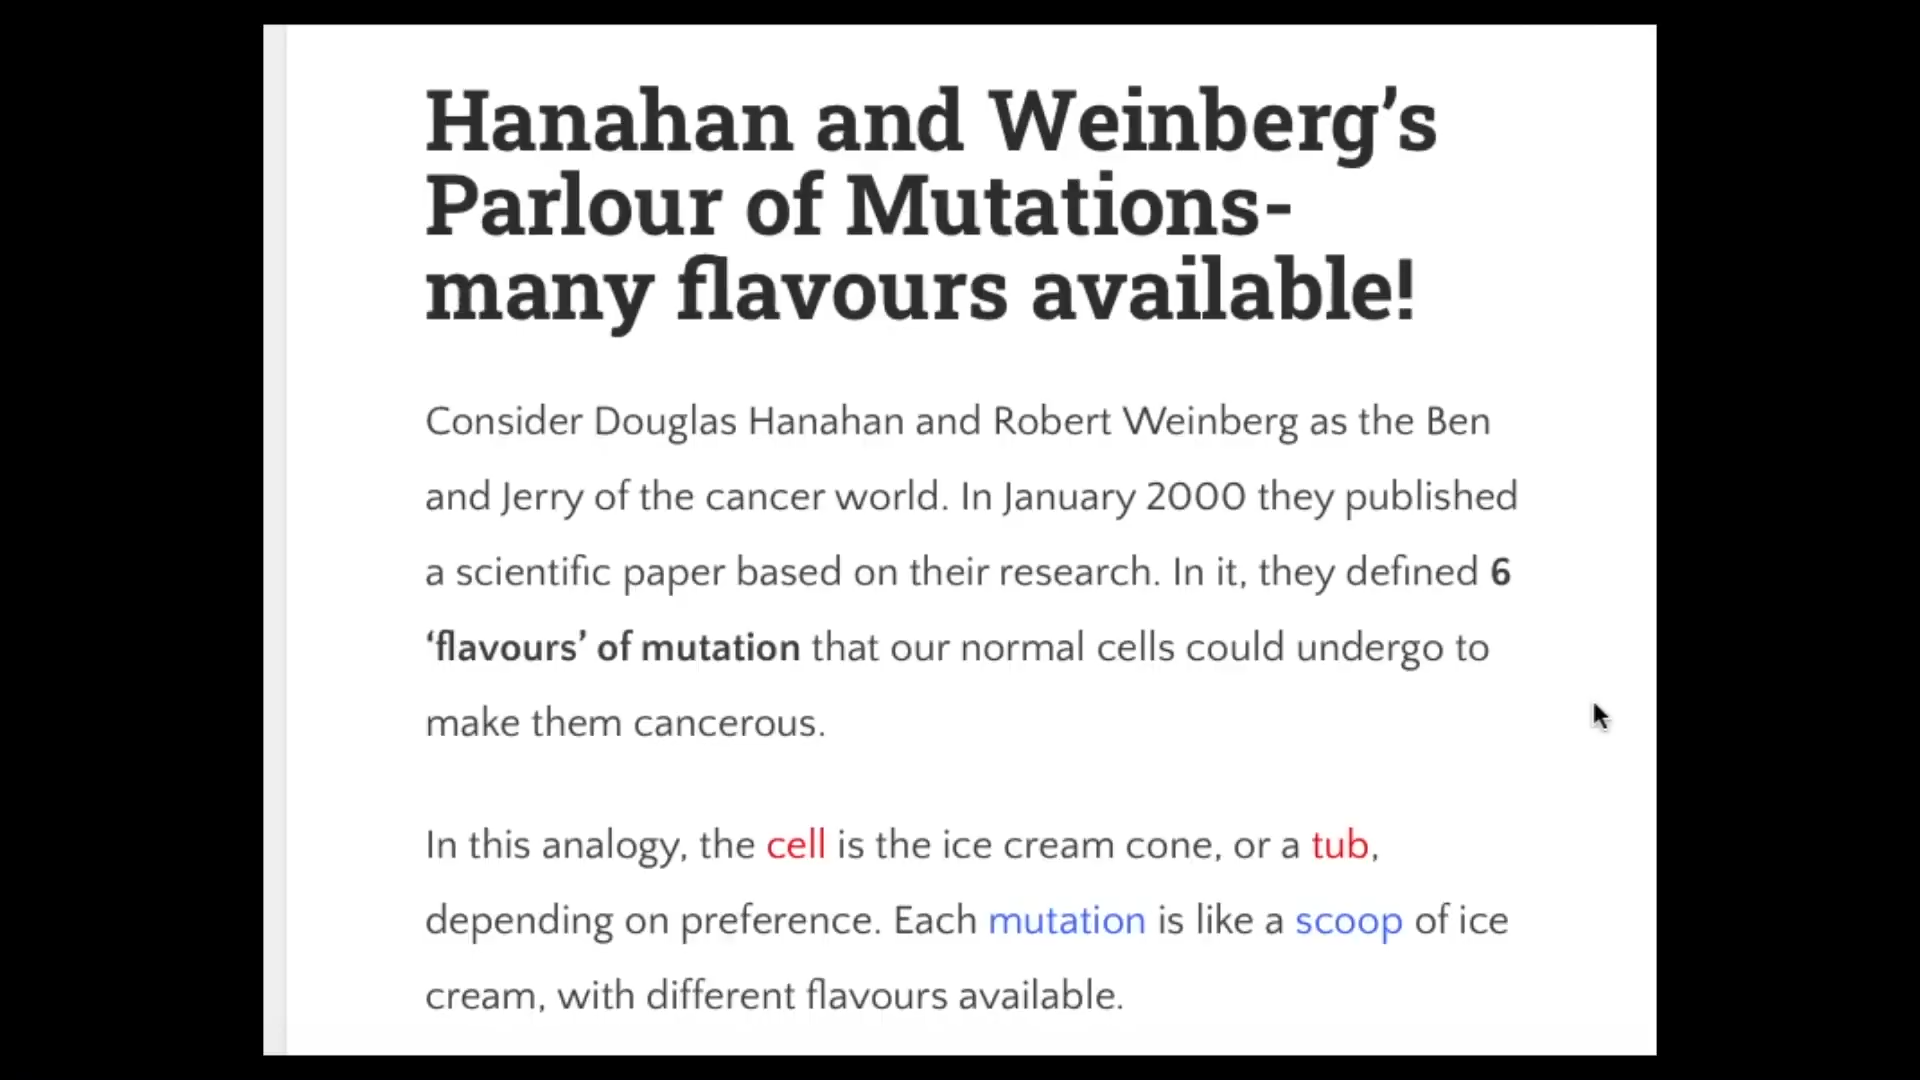 Hanahan and Weinberg’s
Parlour of Mutations-
many flavours available!
Consider Douglas Hanahan and Robert Weinberg as the Ben
and Jerry of the cancer world. In January 2000 they published
a scientific paper based on their research. In it, they defined 6
‘flavours’ of mutation that our normal cells could undergo to
make them cancerous.
In this analogy, the cell is the ice cream cone, or a tub,
depending on preference. Each mutation is like a scoop of ice
cream, with different flavours available.